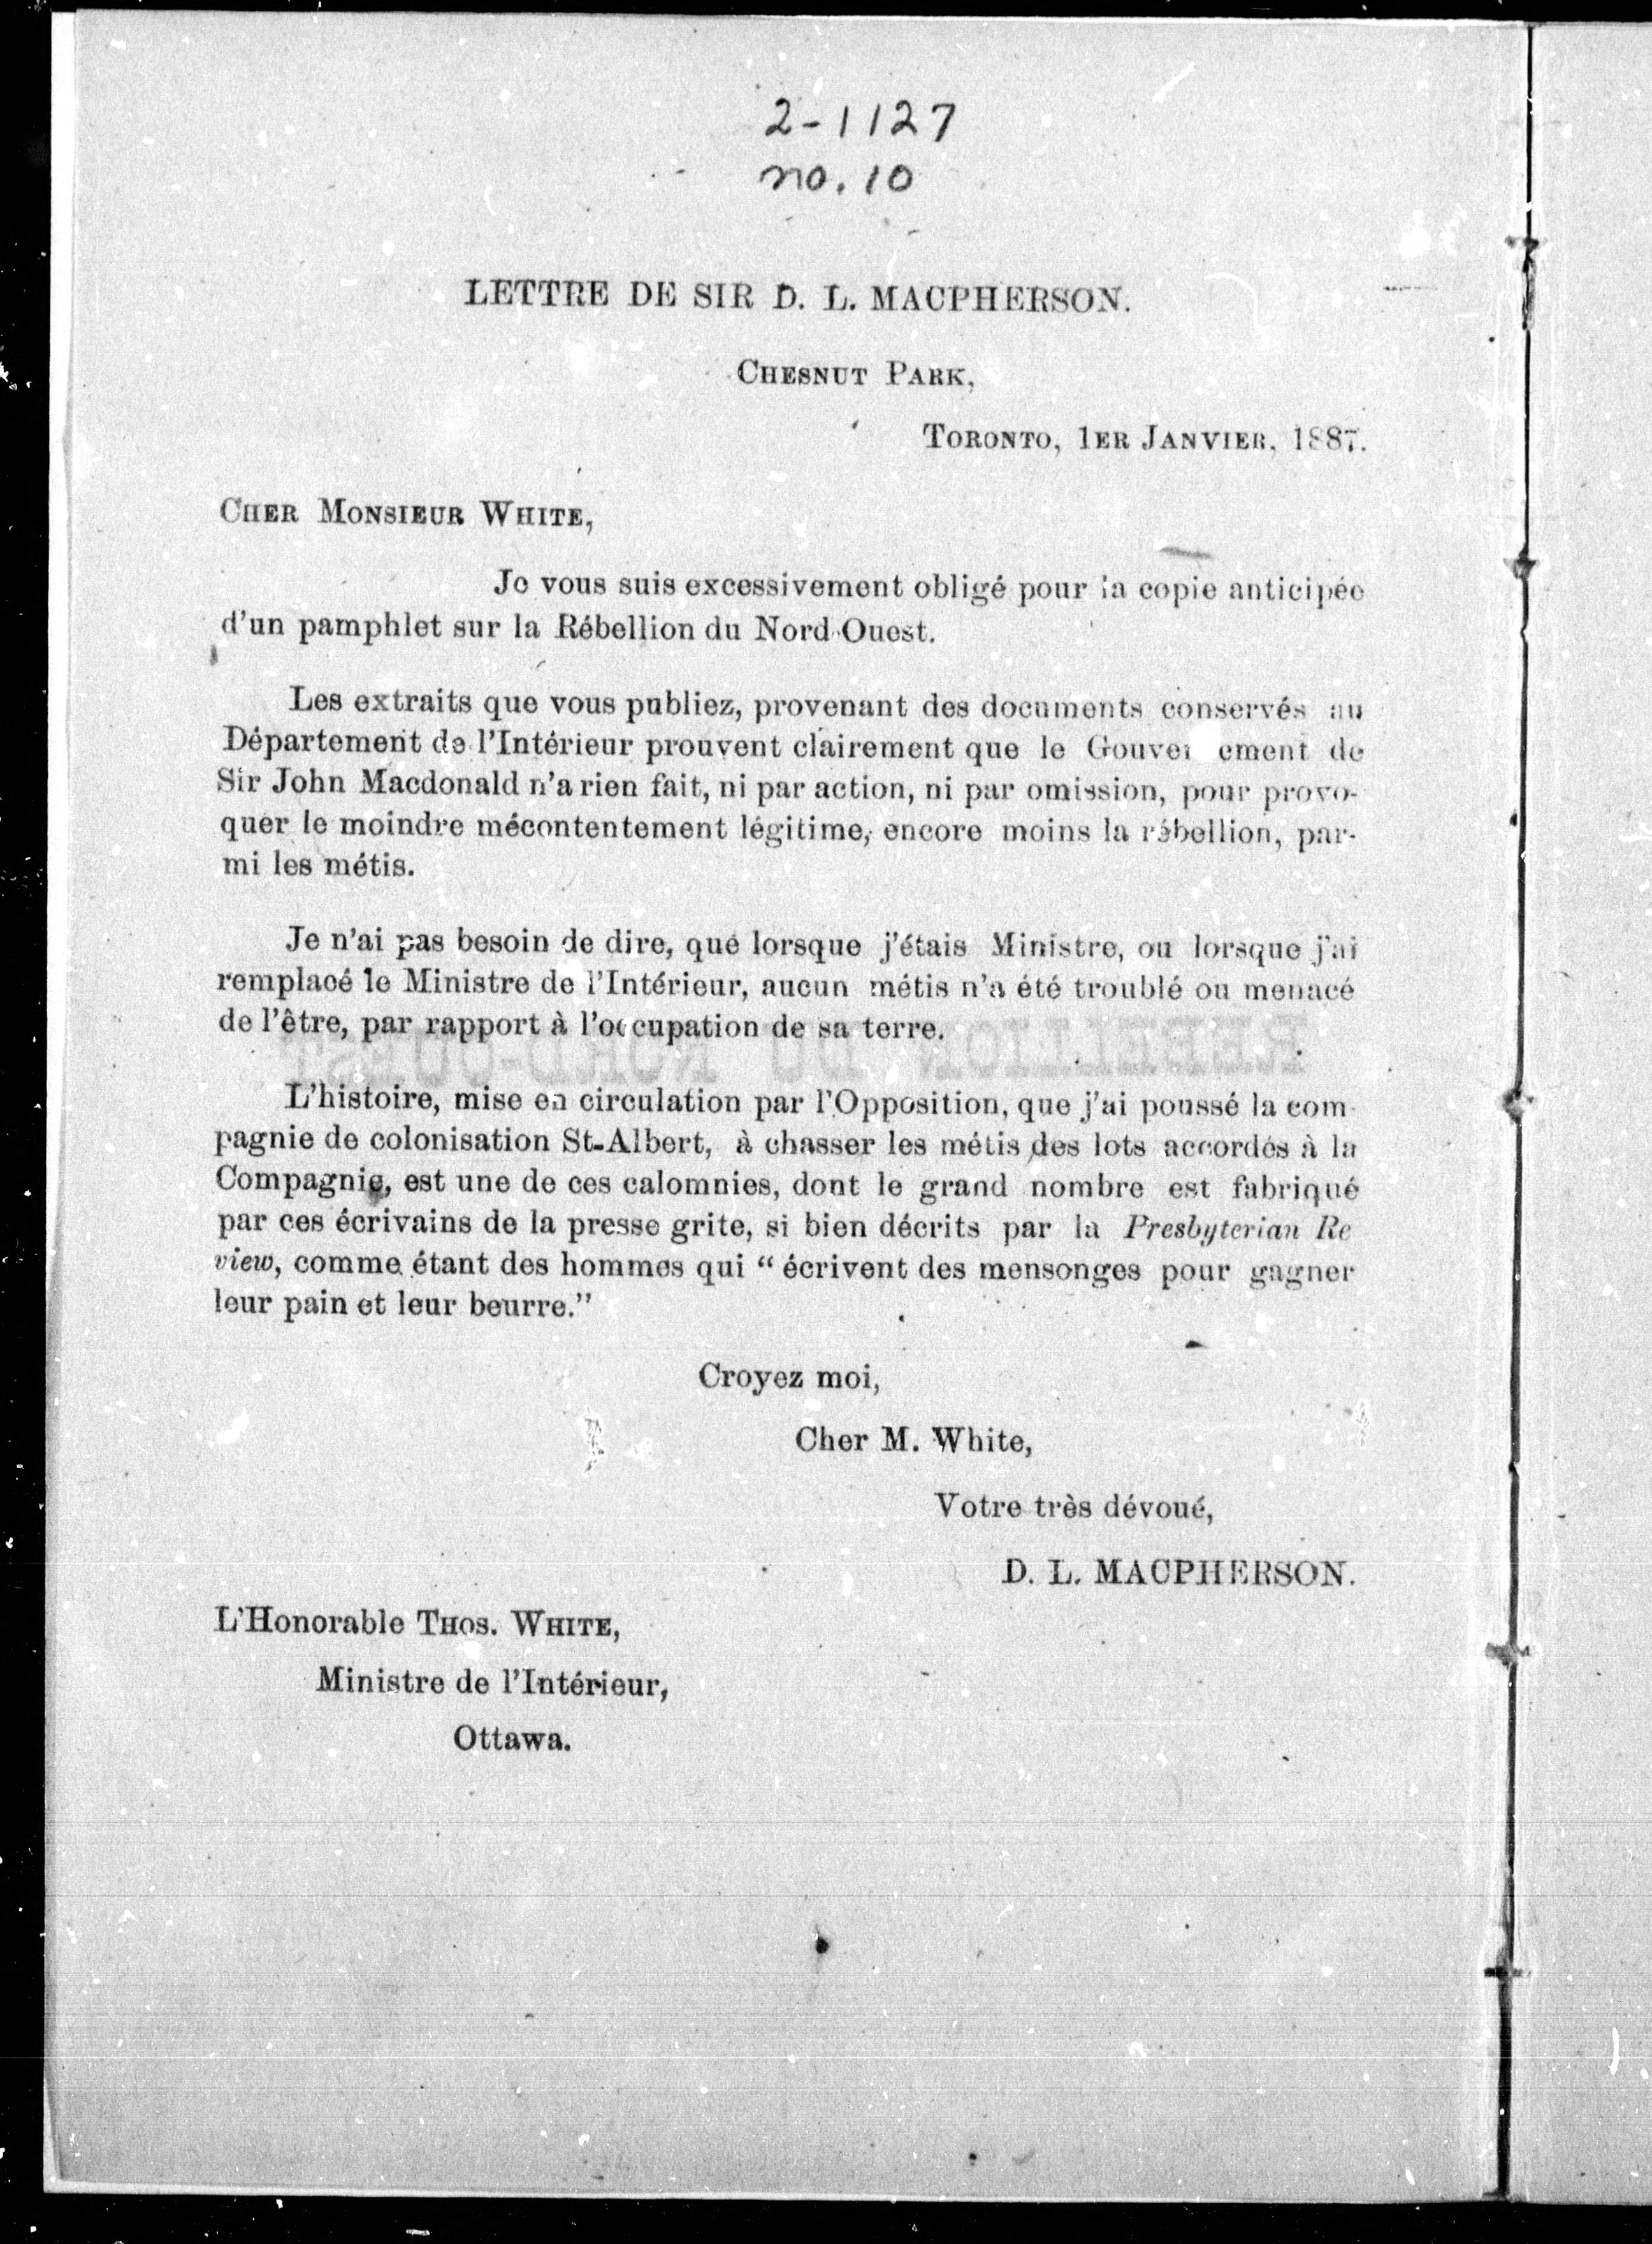 2-1127
no. 10
LETTRE DE SIR D. L. MACPHERSON.
CHESNUT PARK,
TORONTO, 1ER JANVIER, 1887.
CHER MONSIEUR WHITE,
Je vous suis excessivement obligé pour la copie anticipée
d'un pamphlet sur la Rébellion du Nord-Ouest.
Les extraits que vous publiez, provenant des documents conservés au
Département de l'Intérieur prouvent clairement que le Gouver ement de
Sir John Macdonald n'a rien fait, ni par action, ni par omission, pour provo-
quer le moindre mécontentement légitime, encore moins la rébellion, par-
mi les métis.
Je n'ai pas besoin de dire, que lorsque j'étais Ministre, ou lorsque j'ai
remplacé le Ministre de l'Intérieur, aucun métis n'a été troublé ou menacé
de l'être, par rapport à l'occupation de sa terre.
L'histoire, mise en circulation par l'Opposition, que j'ai poussé la com-
pagnie de colonisation St-Albert, à chasser les métis des lots accordés à la
Compagnie, est une de ces calomnies, dont le grand nombre est fabriqué
par ces écrivains de la presse grite, si bien décrits par la Presbyterian Re
view, comme étant des hommes qui “ écrivent des mensonges pour gagner
leur pain et leur beurre.”
Croyez moi,
Cher M. White,
Votre très dévoué,
D. L. MACPHERSON.
L'Honorable THOS. WHITE,
Ministre de l'Intérieur,
Ottawa.